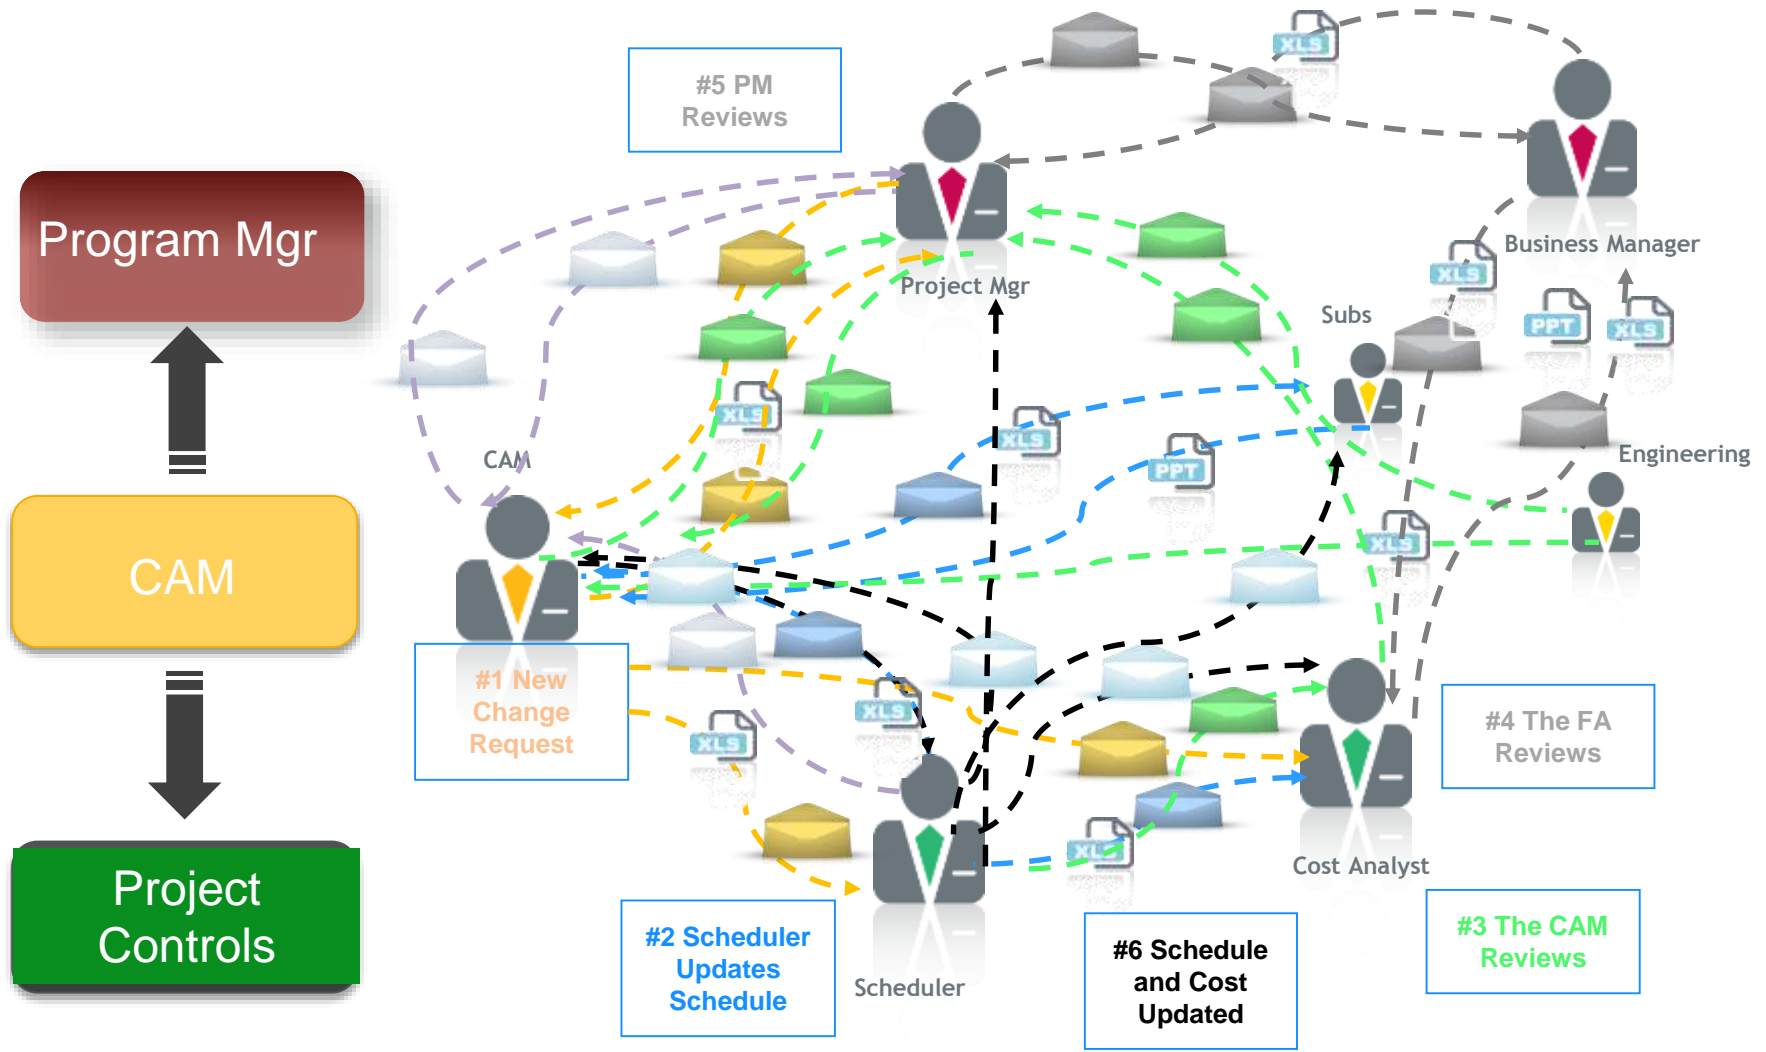 #5 PM
Reviews
XLS
Program Mgr
Project Mgr
Business Manager
XLS
PPT
XLS
Subs
XLS
XLS
PPT
CAM
Engineering
XLS
CAM
#1 New
Change
Request
XLS
XLS
#4 The FA
Reviews
XLS
Cost Analyst
Project
Controls
#2 Scheduler
Updates
Schedule
Scheduler
#6 Schedule
and Cost
Updated
#3 The CAM
Reviews